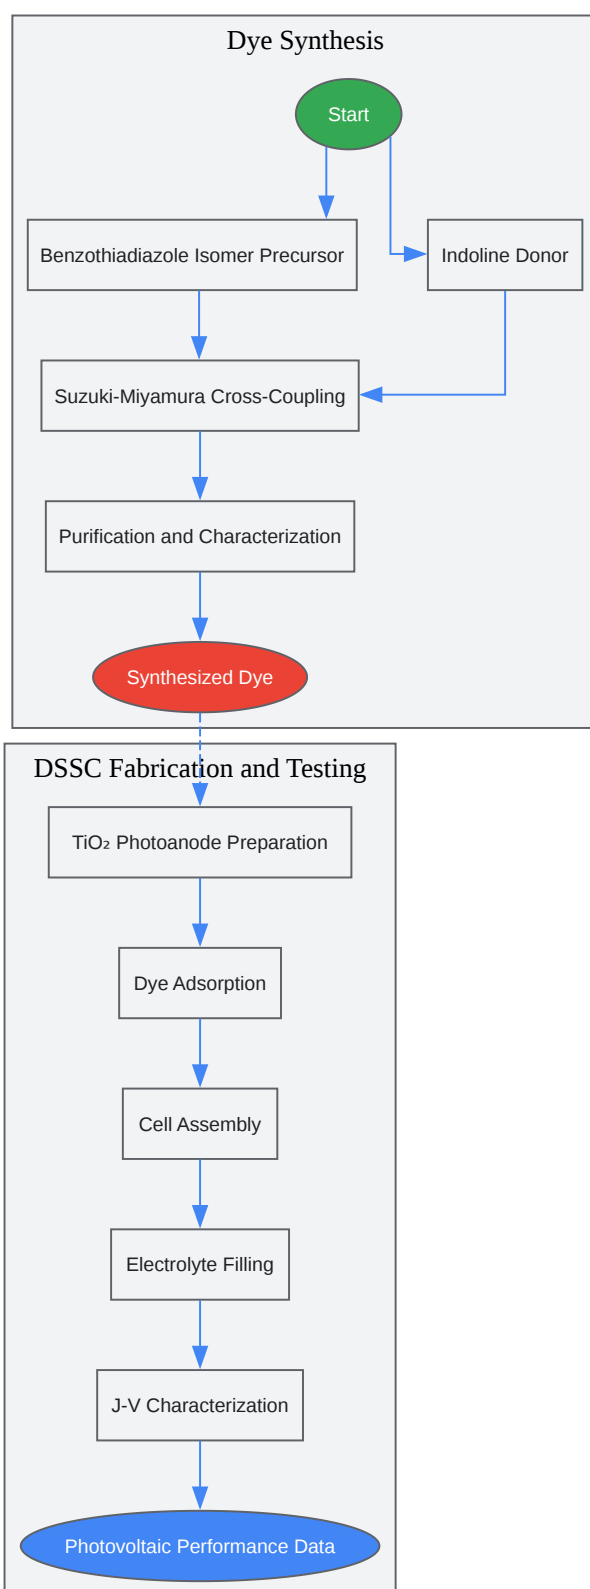 Dye Synthesis
Start
Benzothiadiazole Isomer Precursor
Indoline Donor
Suzuki-Miyamura Cross-Coupling
Purification and Characterization
Synthesized Dye
DSSC Fabrication and Testing
TiO₂ Photoanode Preparation
Dye Adsorption
Cell Assembly
Electrolyte Filling
J-V Characterization
Photovoltaic Performance Data